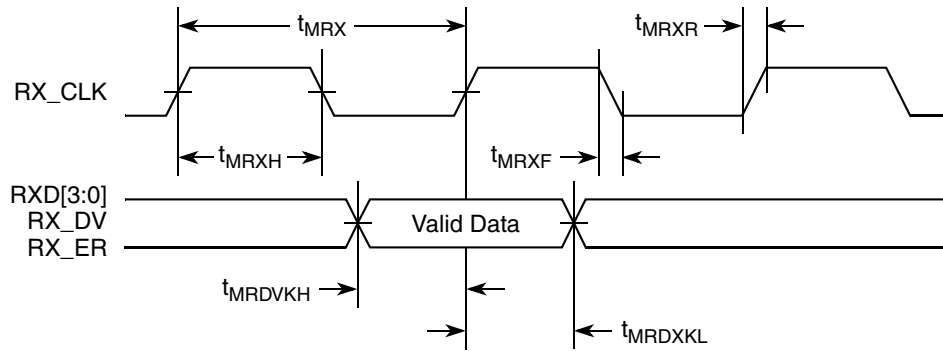 tMRX
tMRXR
RX_CLK
tMRXH
tMRXF
RXD[3:0]
RX_DV
Valid Data
RX_ER
tMRDVKH
tMRDXKL